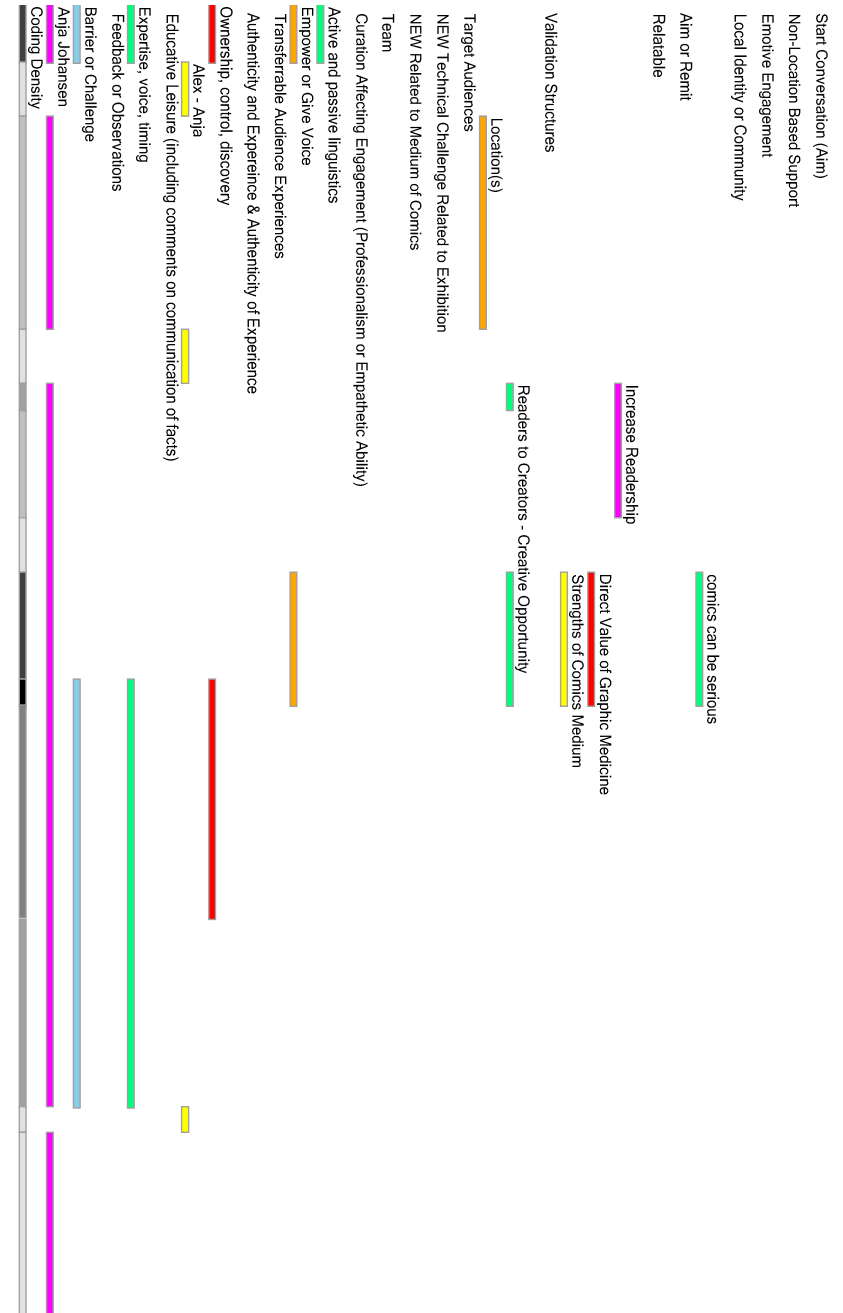 Start Conversation (Aim)
Non-Location Based Support
Emotive Engagement
Local Identity or Community
comics can be serious
Aim or Remit
Relatable
Increase Readership
Direct Value of Graphic Medicine
Strengths of Comics Medium
Validation Structures
Readers to Creators - Creative Opportunity
Location(s)
Target Audiences
NEW Technical Challenge Related to Exhibition
NEW Related to Medium of Comics
Team
Curation Affecting Engagement (Professionalism or Empathetic Ability)
Active and passive linguistics
Empower or Give Voice
Transferrable Audience Experiences
Authenticity and Expereince & Authenticity of Experience
Ownership, control, discovery
Alex - Anja
Educative Leisure (including comments on communication of facts)
Expertise, voice, timing
Feedback or Observations
Barrier or Challenge
Anja Johansen
Coding Density